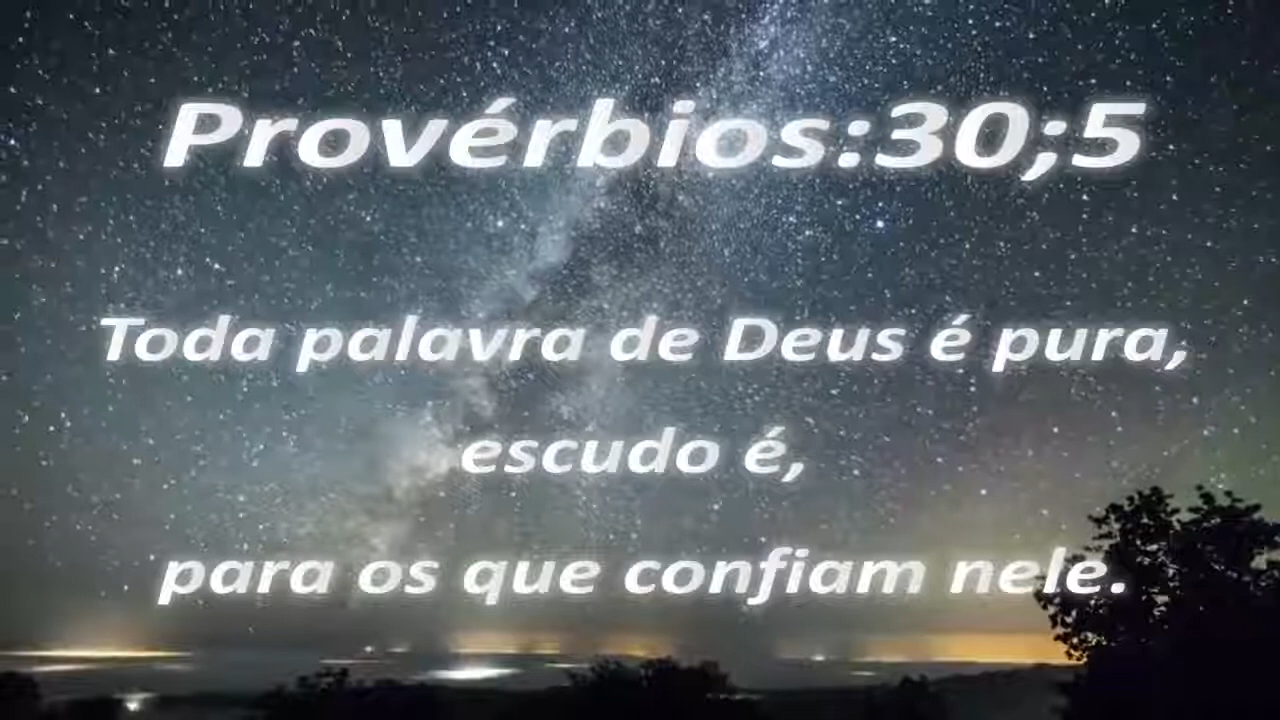 Provérbios:30;5
Toda palavra de Deus é pura,
escudo é,
para os que confiam nele.